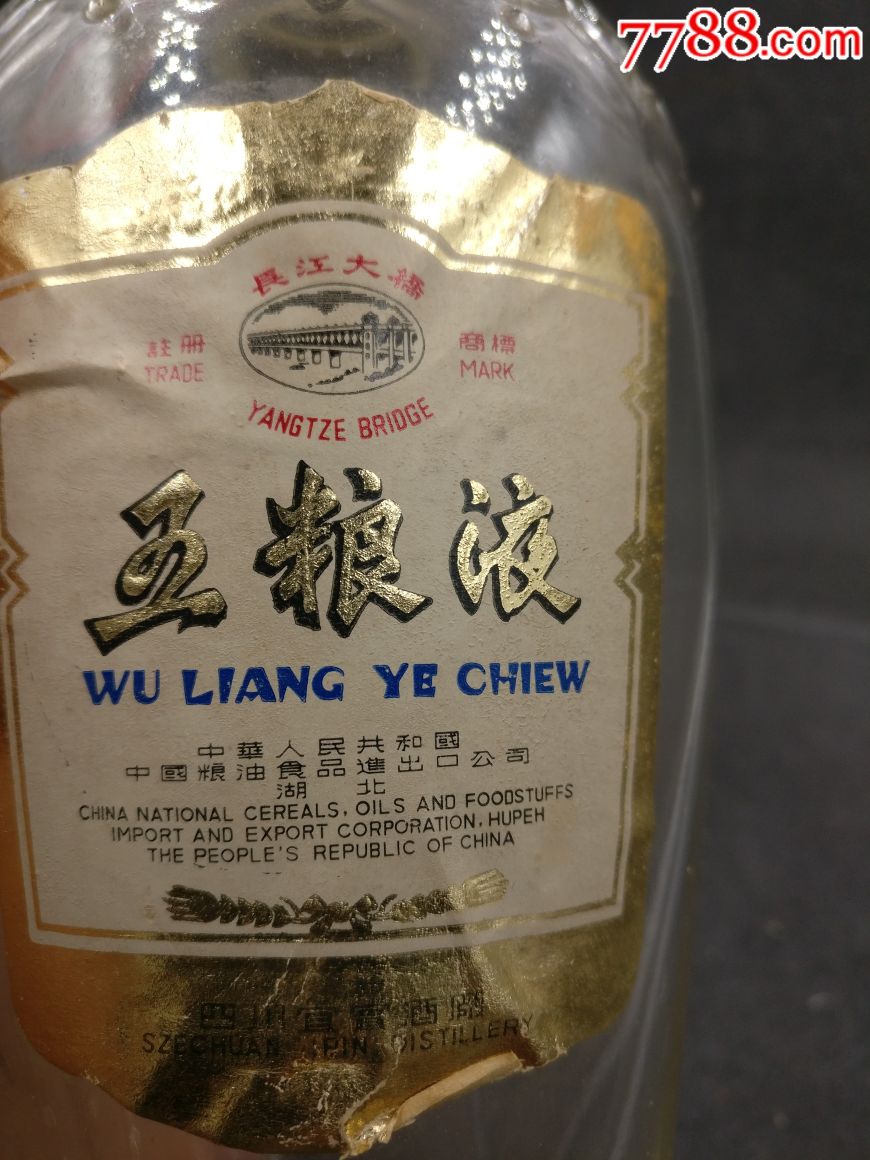 7788.com
長江大橋
註册 商標
TRADE MARK
YANGTZE BRIDGE
五粮液
WU LIANG YE CHIEW
中華人民共和國
中國粮油食品進出口公司
湖北
CHINA NATIONAL CEREALS, OILS AND FOODSTUFFS
IMPORT AND EXPORT CORPORATION, HUPEH
THE PEOPLE'S REPUBLIC OF CHINA
四川宜賓酒廠
SZECHUAN DISTILLERY